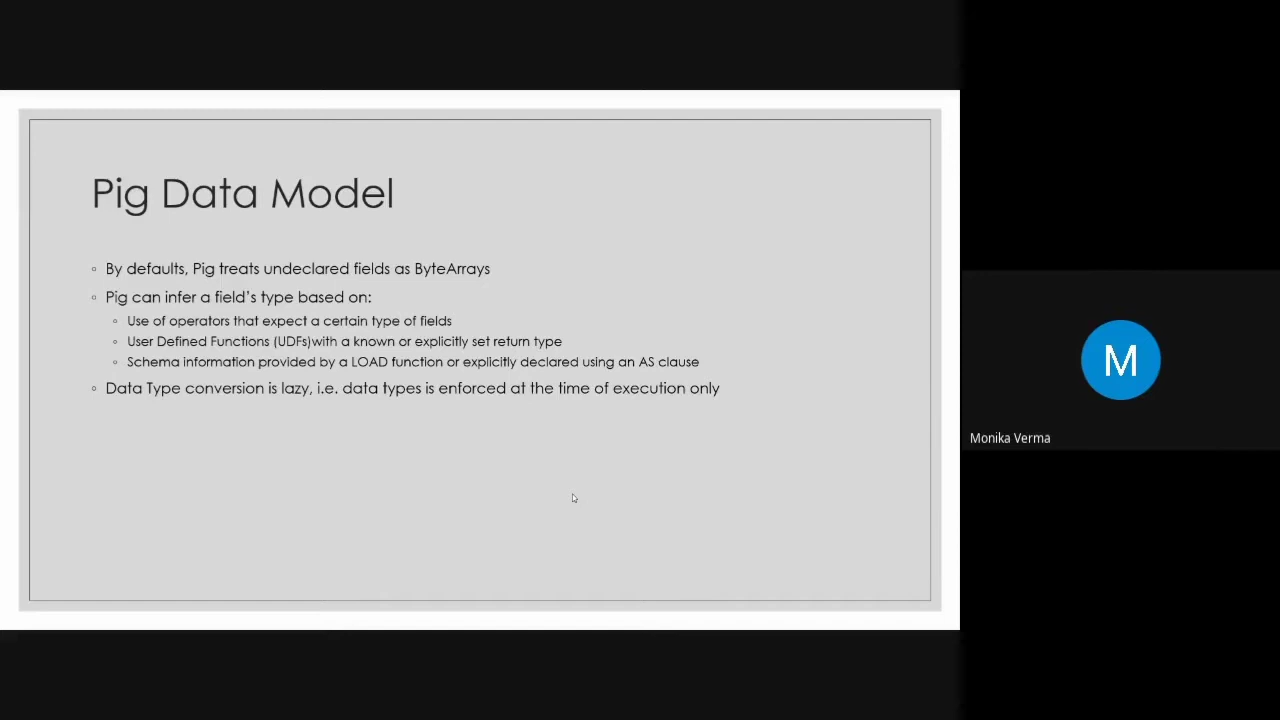 Pig Data Model
◦ By defaults, Pig treats undeclared fields as ByteArrays
◦ Pig can infer a field's type based on:
◦ Use of operators that expect a certain type of fields
◦ User Defined Functions (UDFs)with a known or explicitly set return type
◦ Schema information provided by a LOAD function or explicitly declared using an AS clause
◦ Data Type conversion is lazy, i.e. data types is enforced at the time of execution only
M
Monika Verma